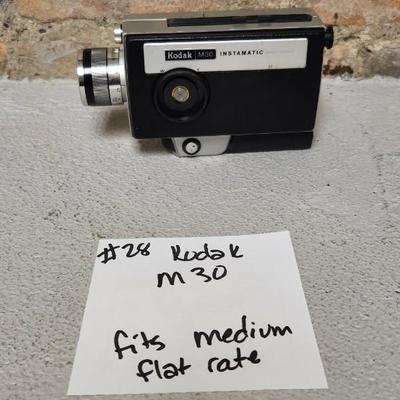 Kodak M30 INSTAMATIC
#28 Kodak
M30
fits medium
flat rate